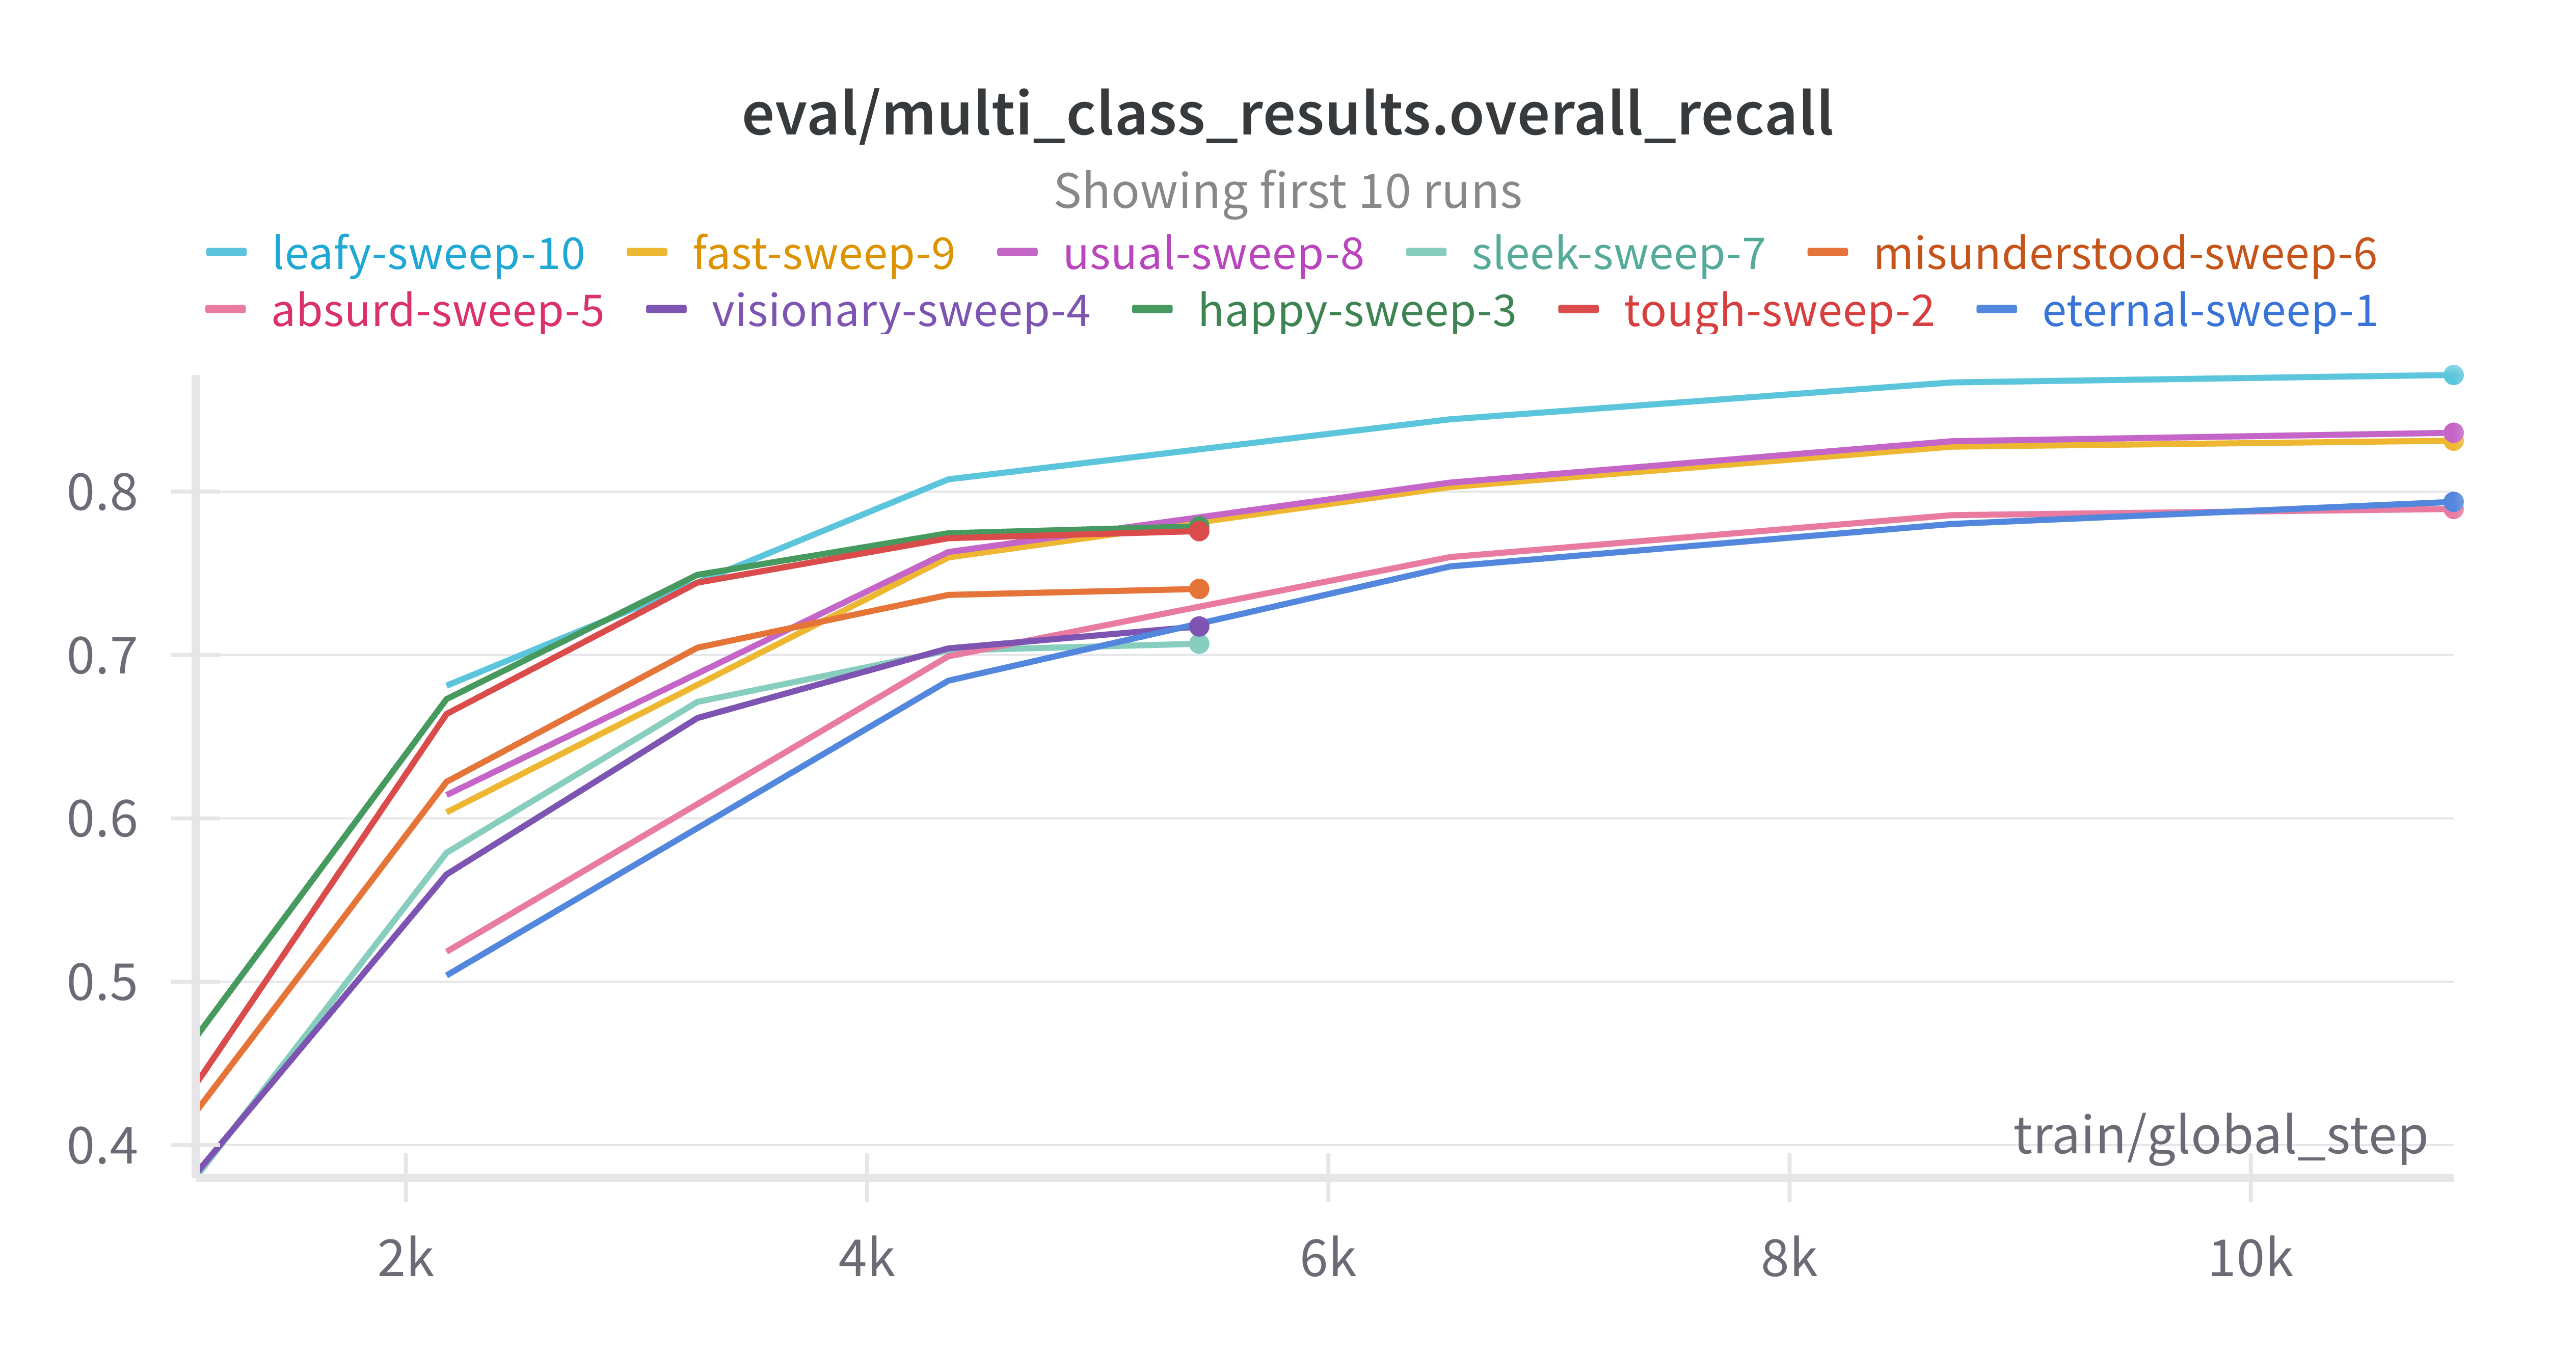 eval/multi_class_results.overall_recall
Showing first 10 runs
leafy-sweep-10 fast-sweep-9 usual-sweep-8 sleek-sweep-7 misunderstood-sweep-6
absurd-sweep-5 visionary-sweep-4 happy-sweep-3 tough-sweep-2 eternal-sweep-1
0.8
0.7
0.6
0.5
0.4
train/global_step
2k 4k 6k 8k 10k